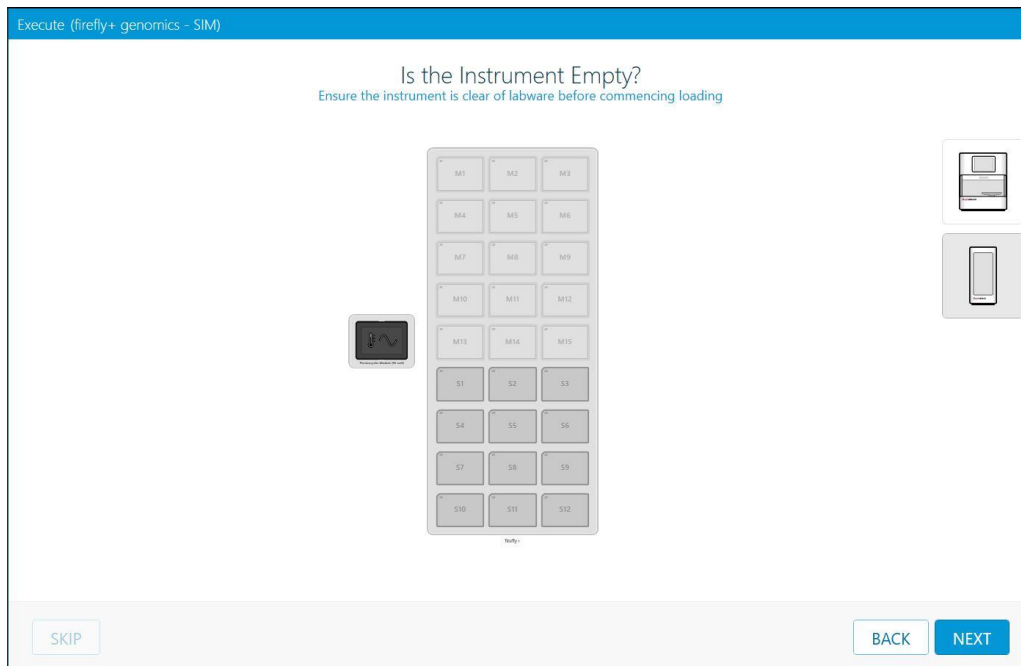 Execute (firefly+ genomics - SIM)
Is the Instrument Empty?
Ensure the instrument is clear of labware before commencing loading
M1 M2 M3
M4 M5 M6
M7 M8 M9
M10 M11 M12
M13 M14 M15
S1 S2 S3
S4 S5 S6
S7 S8 S9
S10 S11 S12
SKIP
BACK
NEXT